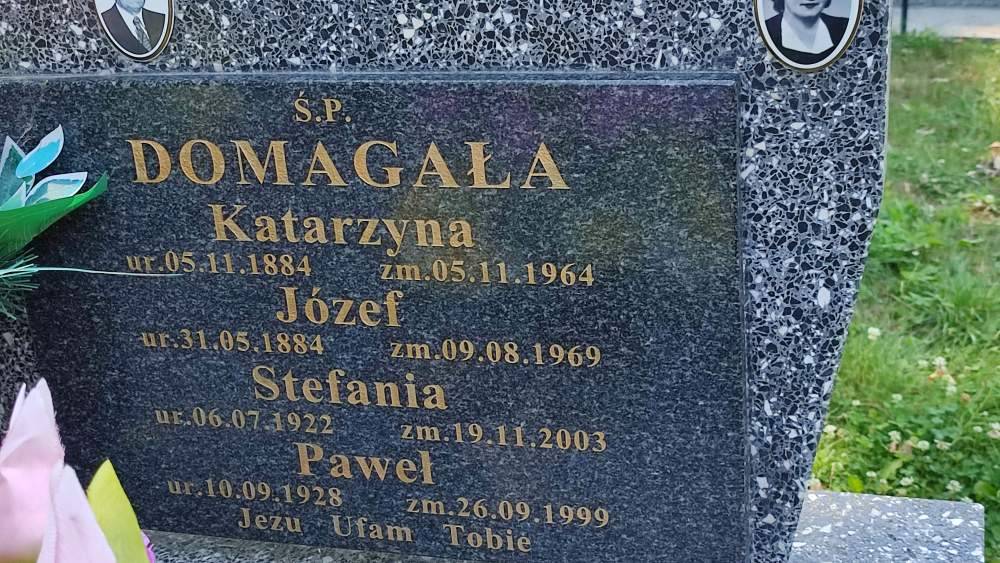 Ś.P.
DOMAGAŁA
Katarzyna
ur.05.11.1884 zm.05.11.1964
Józef
ur.31.05.1884 zm.09.08.1969
Stefania
ur.06.07.1922 zm.19.11.2003
Paweł
ur.10.09.1928 zm.26.09.1999
Jezu Ufam Tobie